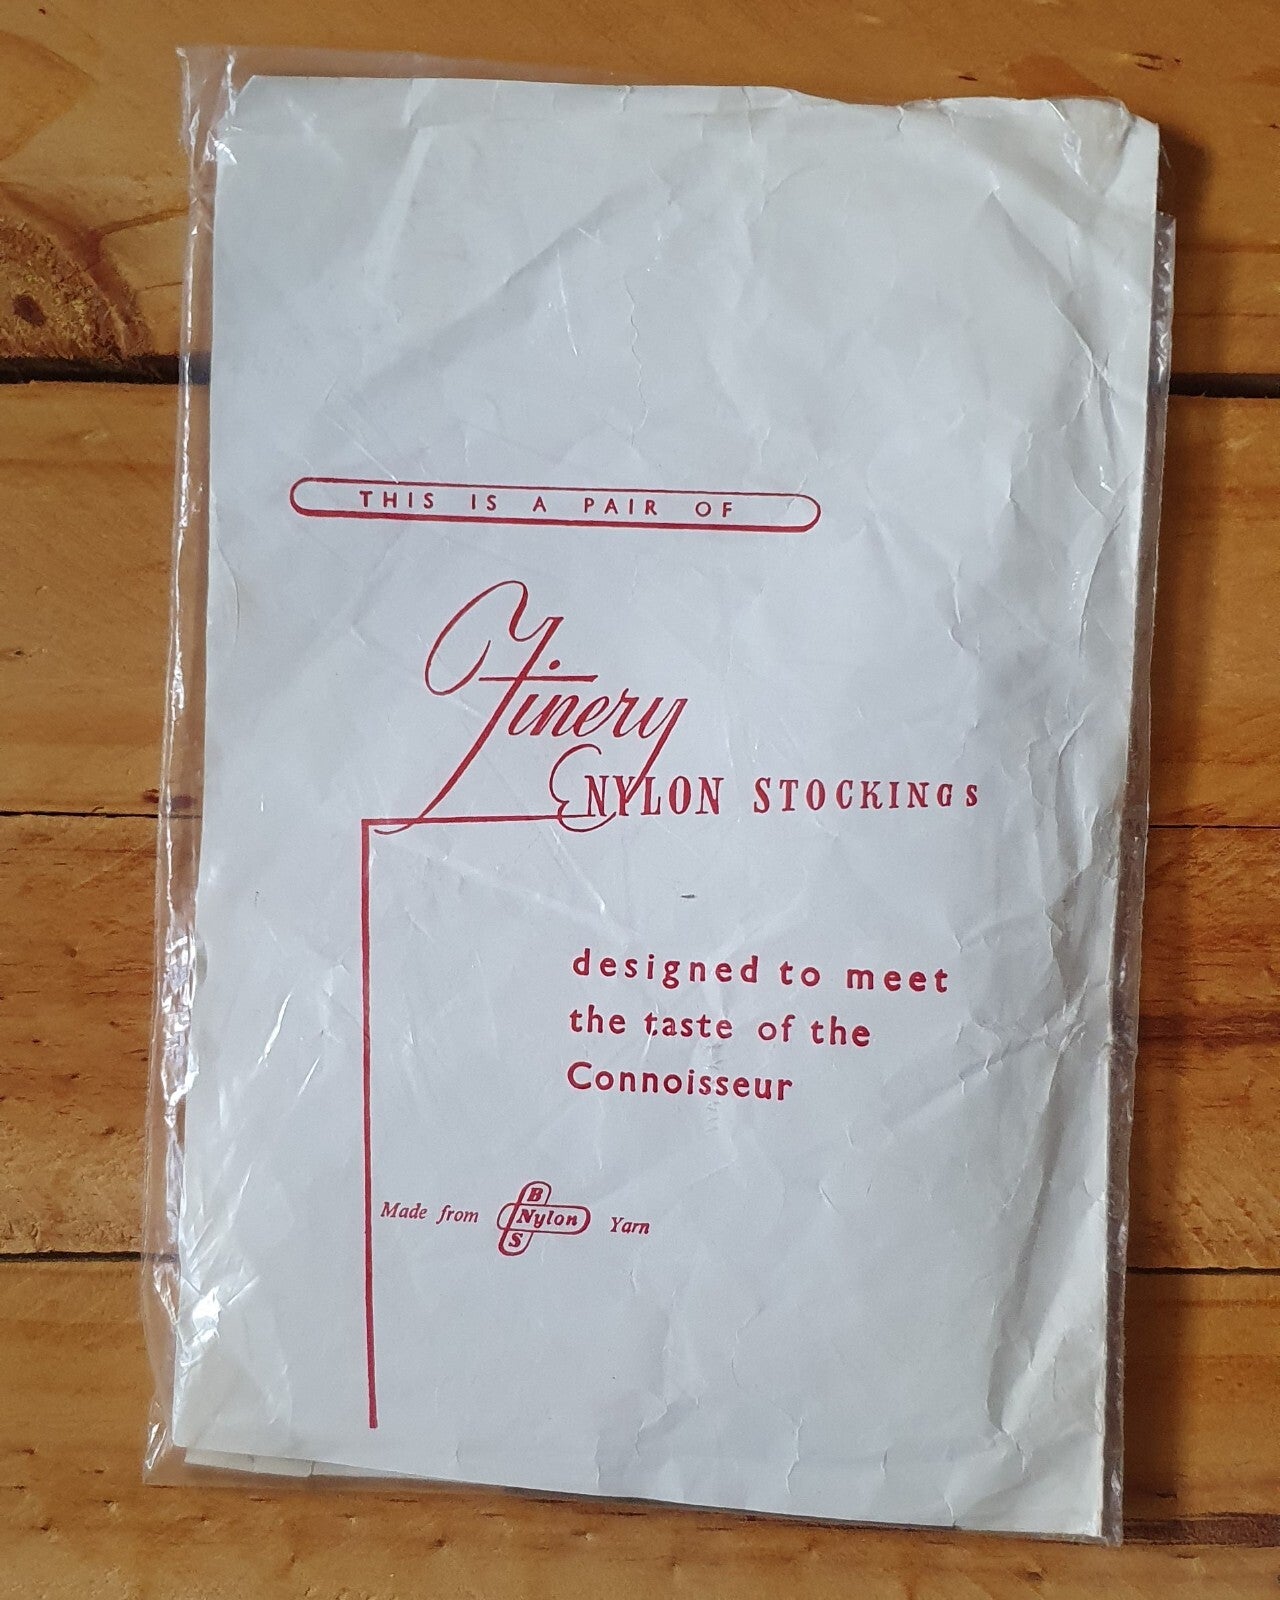 THIS IS A PAIR OF
Finery
NYLON STOCKINGS
designed to meet
the taste of the
Connoisseur
B
Made from Nylon Yarn
S